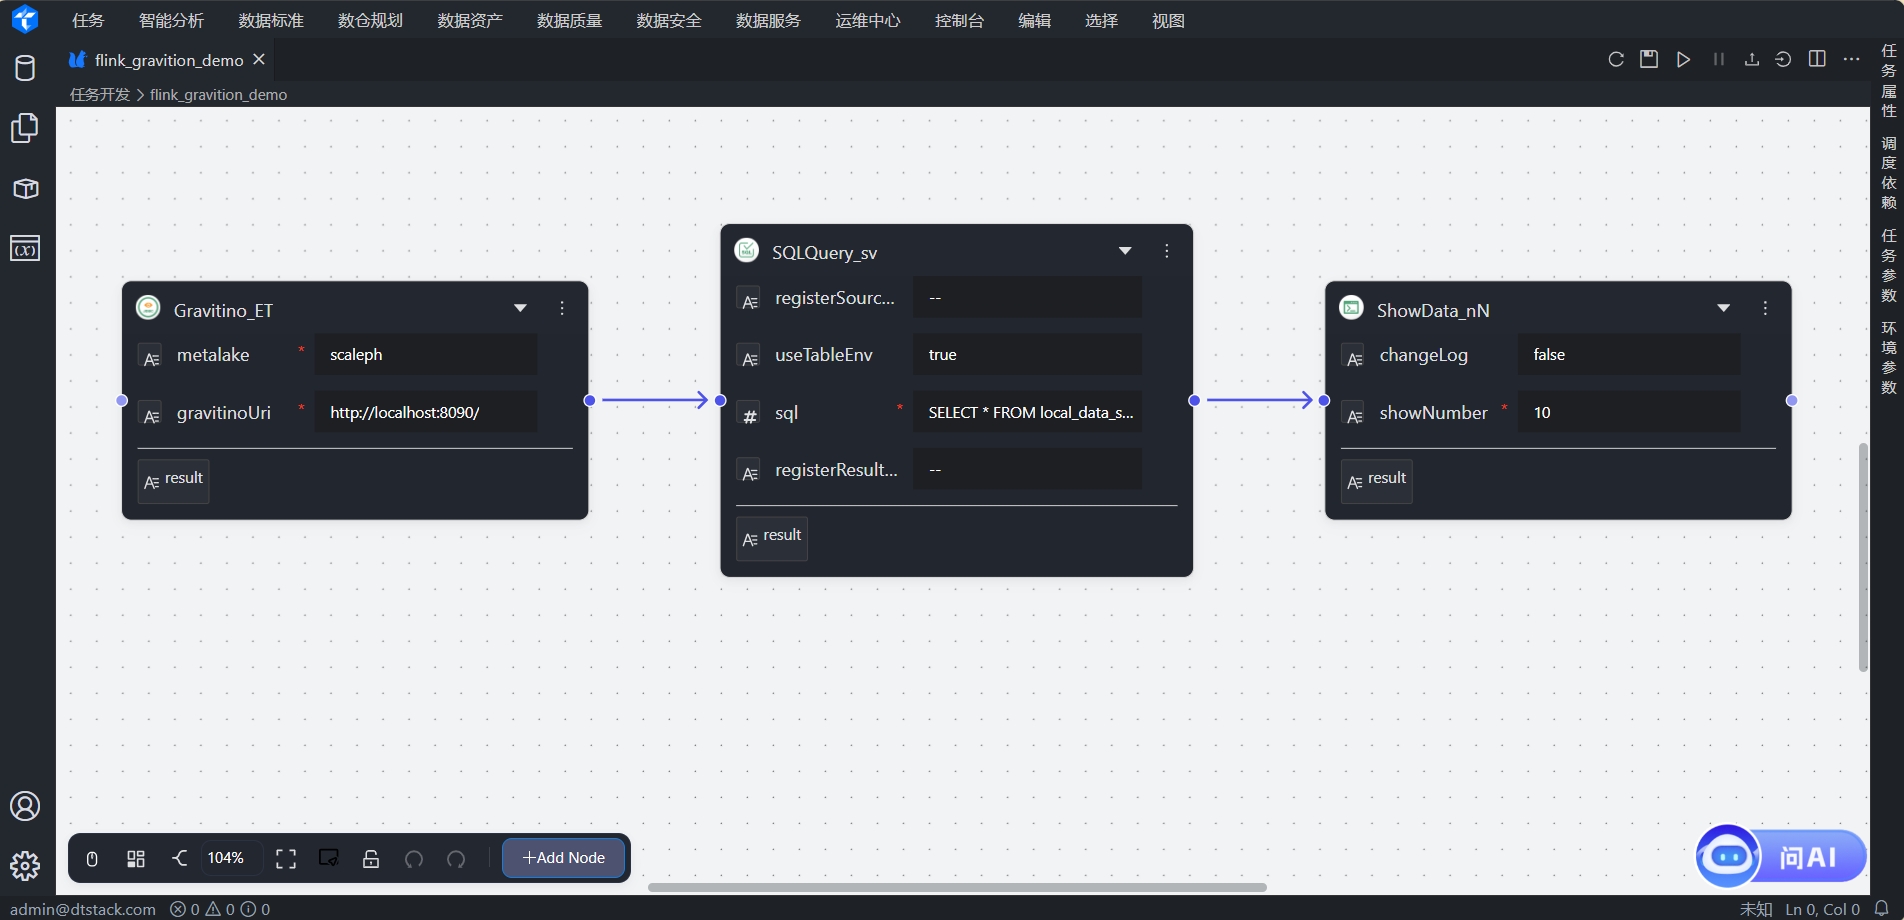 任务 智能分析 数据标准 数仓规划 数据资产 数据质量 数据安全 数据服务 运维中心 控制台 编辑 选择 视图
flink_gravition_demo
任务开发 > flink_gravition_demo
任务属性
调度依赖
任务参数
环境参数
Gravitino_ET
metalake * scaleph
gravitinoUri * http://localhost:8090/
result
SQLQuery_sv
registerSourc... --
useTableEnv true
sql * SELECT * FROM local_data_s...
registerResult... --
result
ShowData_nN
changeLog false
showNumber * 10
result
104% +Add Node
问AI
admin@dtstack.com 0 0 0 未知 Ln 0, Col 0